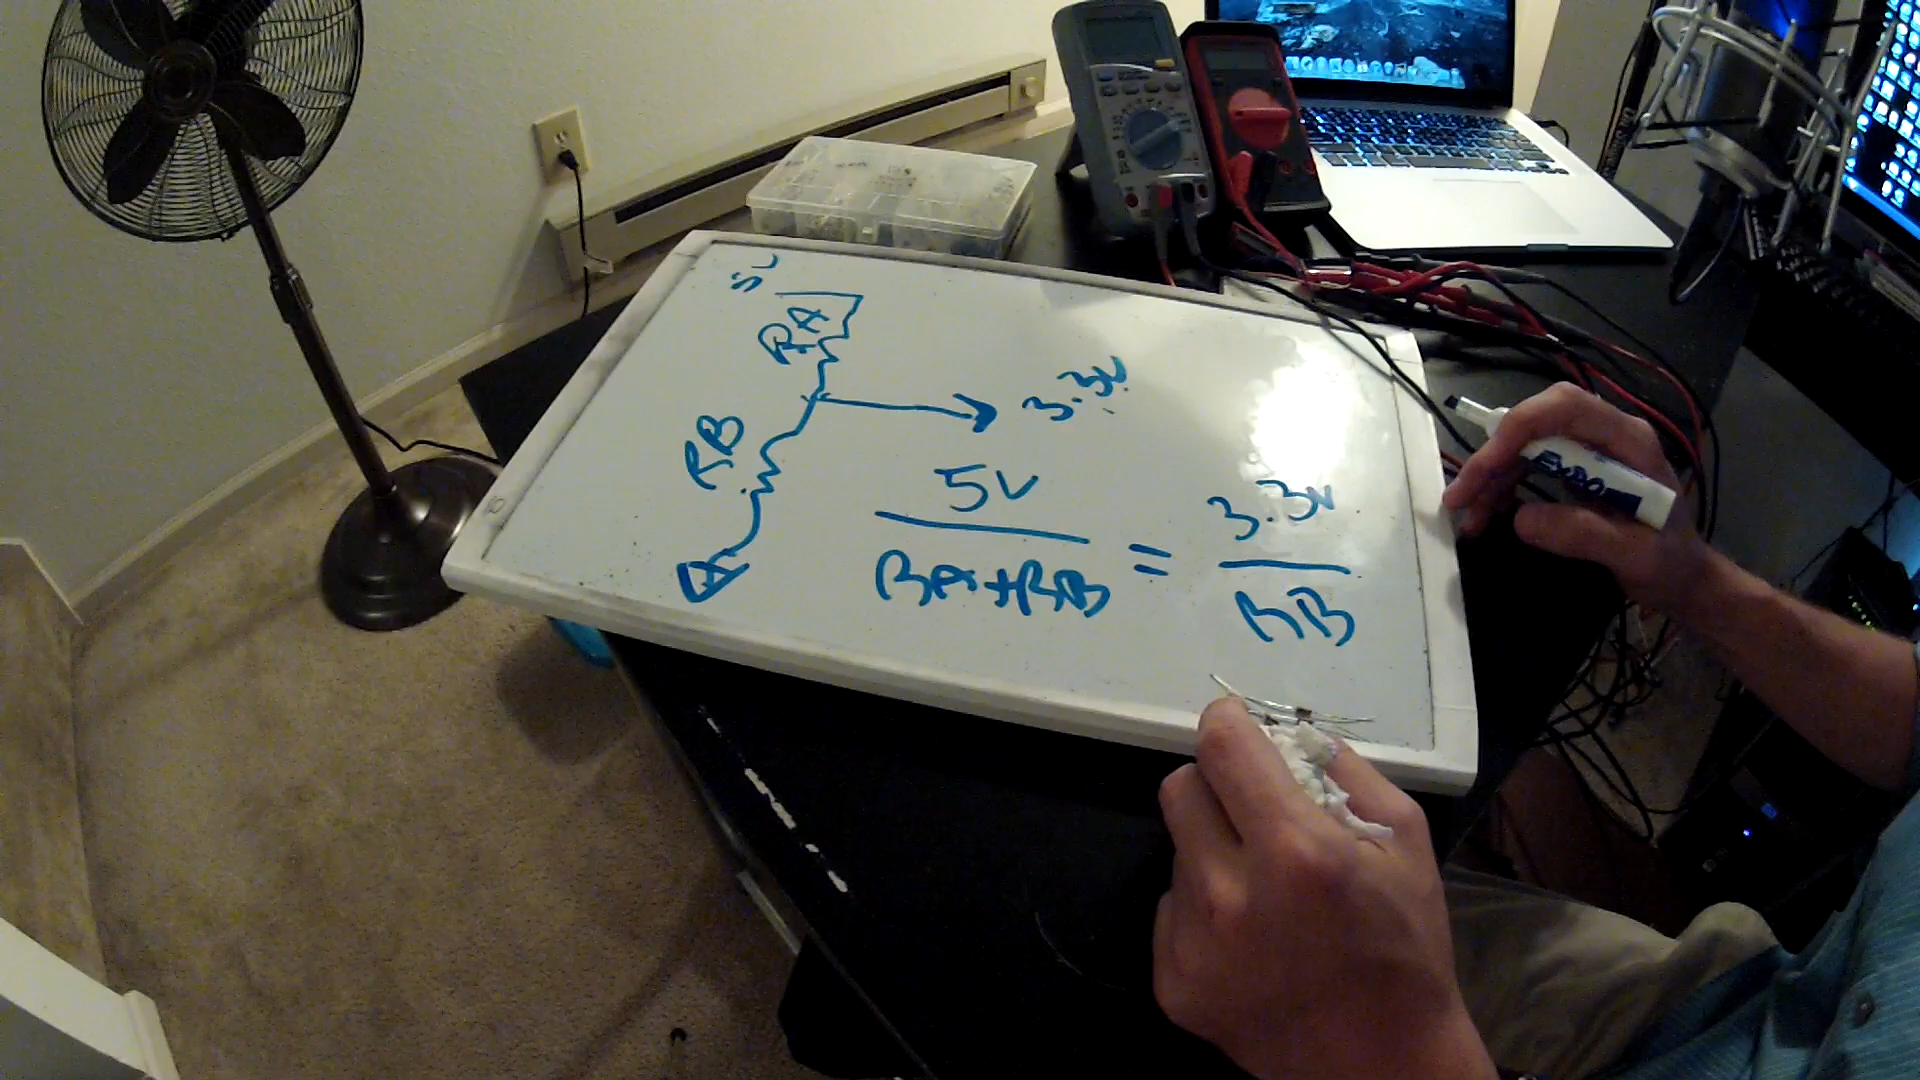 5V
RA
3.3V
RB
5V
RA+RB
=
3.3V
RB
EXPO